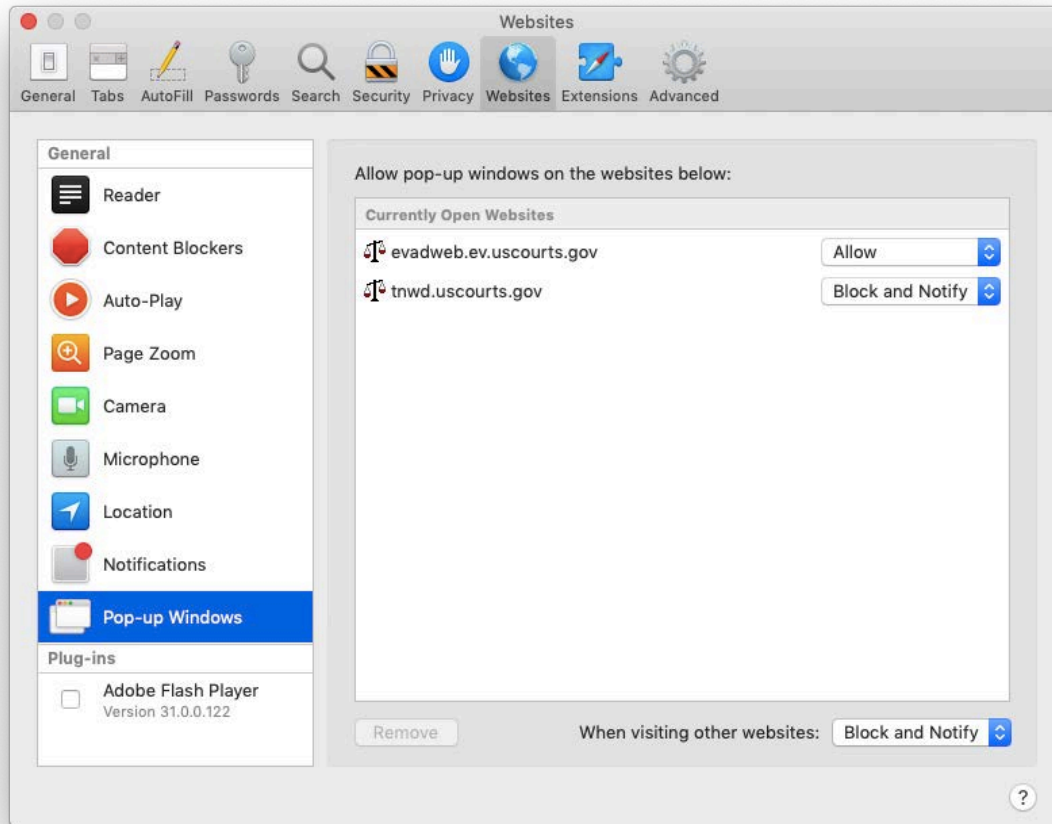 Websites
General Tabs AutoFill Passwords Search Security Privacy Websites Extensions Advanced
General
Reader
Content Blockers
Auto-Play
Page Zoom
Camera
Microphone
Location
Notifications
Pop-up Windows
Plug-ins
Adobe Flash Player
Version 31.0.0.122
Allow pop-up windows on the websites below:
Currently Open Websites
evadweb.ev.uscourts.gov Allow
tnwd.uscourts.gov Block and Notify
Remove When visiting other websites: Block and Notify
?